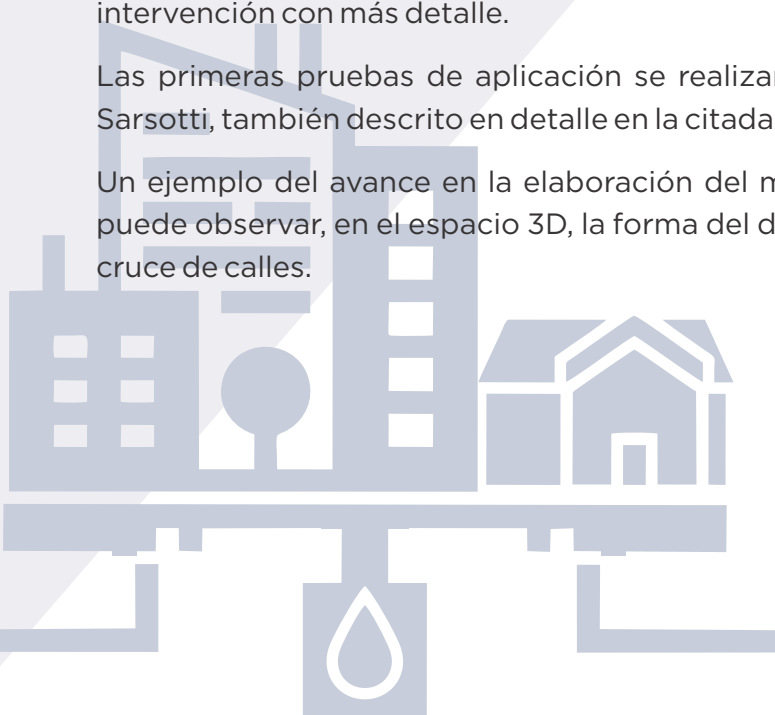 intervención con más detalle.
Las primeras pruebas de aplicación se
Sarsotti, también descrito en detalle en la citada
Un ejemplo del avance en la elaboración del
puede observar, en el espacio 3D, la forma del
cruce de calles.